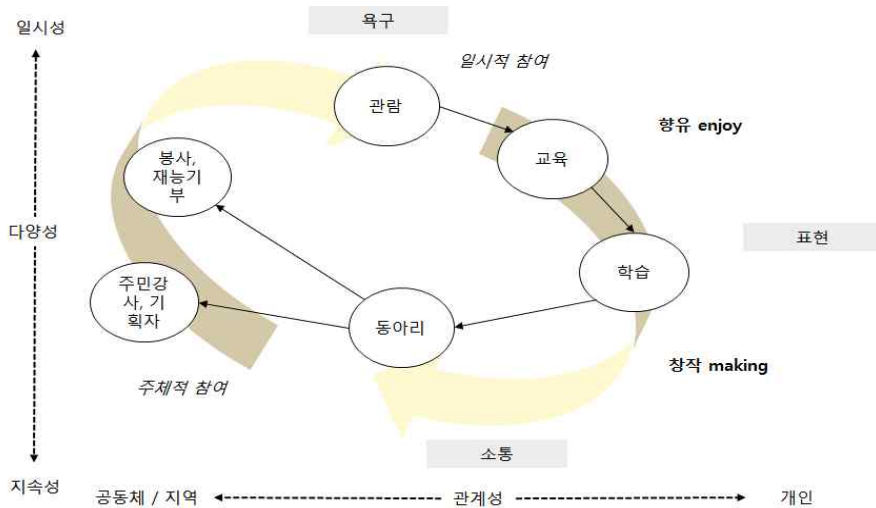 일시성
욕구
일시적 참여
관람
향유 enjoy
봉사,
재능기
부
교육
다양성
표현
학습
주민강
사, 기
획자
동아리
창작 making
주체적 참여
소통
지속성
공동체 / 지역
관계성
개인